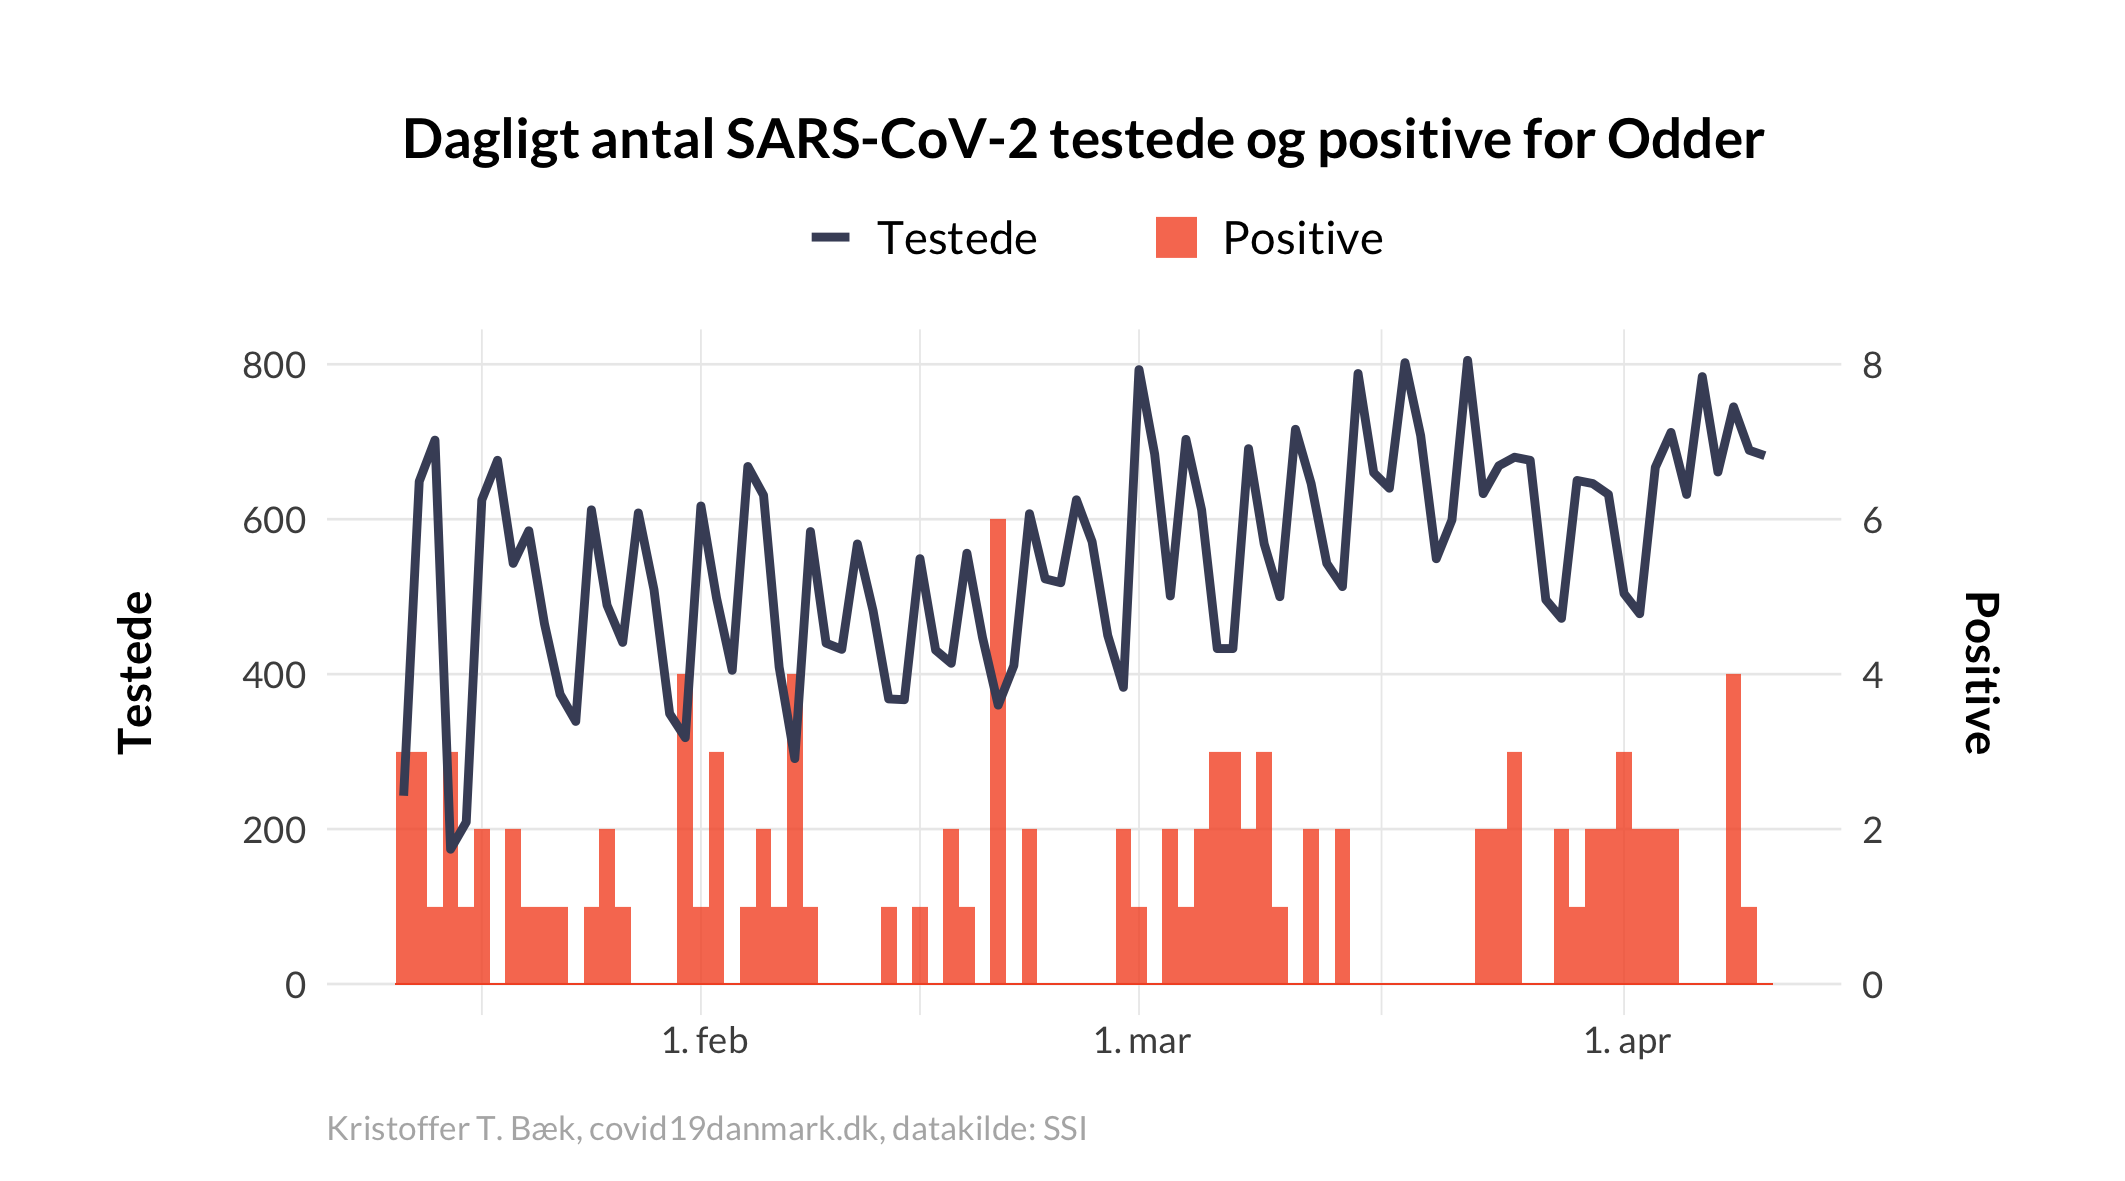 Dagligt antal SARS-CoV-2 testede og positive for Odder
Testede Positive
800 8
600 6
400 4
200 2
0 0
Testede
Positive
1. feb 1. mar 1. apr
Kristoffer T. Bæk, covid19danmark.dk, datakilde: SSI